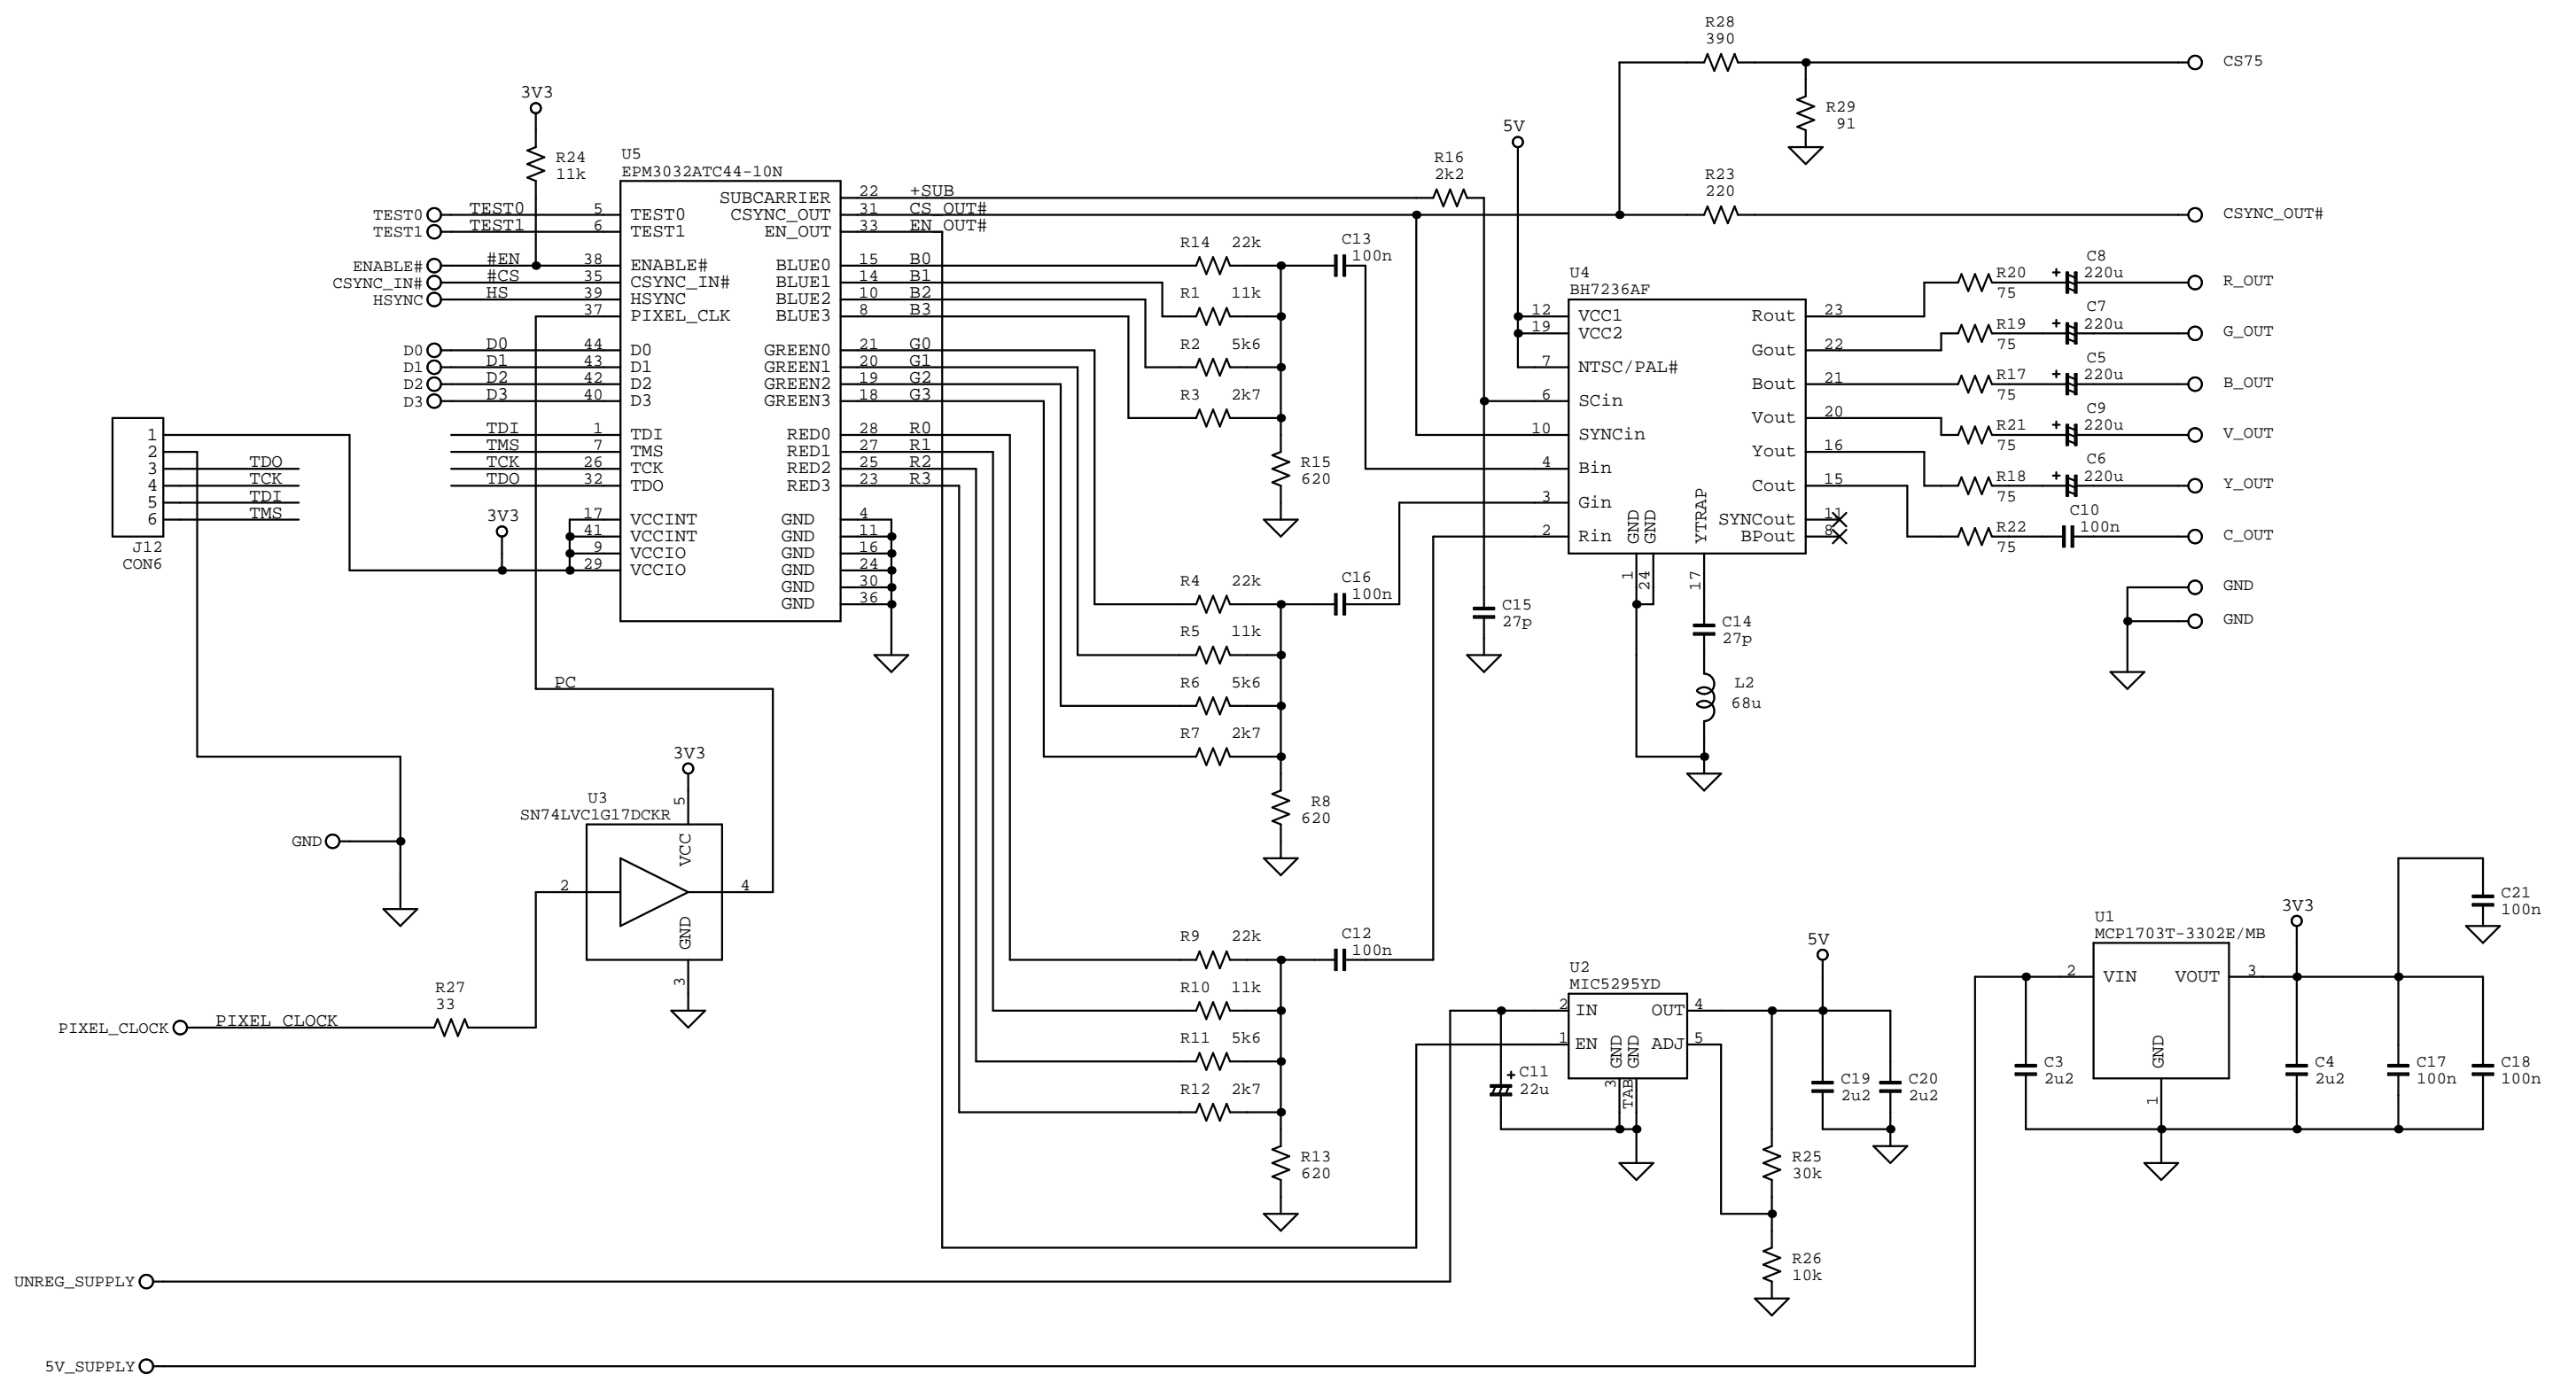 R28
390
CS75
R29
91
3V3
R24
11k
5V
R16
2k2
R23
220
CSYNC_OUT#
U5
EPM3032ATC44-10N
TEST0 TEST0 5 TEST0
TEST1 TEST1 6 TEST1
ENABLE# #EN 38 ENABLE#
CSYNC_IN# #CS 35 CSYNC_IN#
HSYNC HS 39 HSYNC
37 PIXEL_CLK
D0 D0 44 D0
D1 D1 43 D1
D2 D2 42 D2
D3 D3 40 D3
TDI 1 TDI
TMS 7 TMS
TCK 26 TCK
TDO 32 TDO
17 VCCINT
41 VCCINT
9 VCCIO
29 VCCIO
3V3
SUBCARRIER 22 +SUB
CSYNC_OUT 31 CS_OUT#
EN_OUT 33 EN_OUT#
BLUE0 15 B0
BLUE1 14 B1
BLUE2 10 B2
BLUE3 8 B3
GREEN0 21 G0
GREEN1 20 G1
GREEN2 19 G2
GREEN3 18 G3
RED0 28 R0
RED1 27 R1
RED2 25 R2
RED3 23 R3
GND 4
GND 11
GND 16
GND 24
GND 30
GND 36
1
2
3 TDO
4 TCK
5 TDI
6 TMS
J12
CON6
R14 22k
R1 11k
R2 5k6
R3 2k7
R15
620
C13
100n
R4 22k
R5 11k
R6 5k6
R7 2k7
R8
620
C16
100n
R9 22k
R10 11k
R11 5k6
R12 2k7
R13
620
C12
100n
U4
BH7236AF
12 VCC1
19 VCC2
7 NTSC/PAL#
6 SCin
10 SYNCin
4 Bin
3 Gin
2 Rin
Rout 23
Gout 22
Bout 21
Vout 20
Yout 16
Cout 15
SYNCout 11
BPout 8
GND 1
GND 24
YTRAP 17
R20
75
+
C8
220u
R_OUT
R19
75
+
C7
220u
G_OUT
R17
75
+
C5
220u
B_OUT
R21
75
+
C9
220u
V_OUT
R18
75
+
C6
220u
Y_OUT
R22
75
C10
100n
C_OUT
GND
GND
C15
27p
C14
27p
L2
68u
PC
3V3
U3
SN74LVC1G17DCKR
5
VCC
2
4
GND
3
GND
R27
33
PIXEL_CLOCK PIXEL_CLOCK
U2
MIC5295YD
2 IN
1 EN
OUT 4
ADJ 5
GND 3
GND TAB
+
C11
22u
5V
C19
2u2
C20
2u2
R25
30k
R26
10k
U1
MCP1703T-3302E/MB
2 VIN
VOUT 3
GND
1
3V3
C21
100n
C3
2u2
C4
2u2
C17
100n
C18
100n
UNREG_SUPPLY
5V_SUPPLY